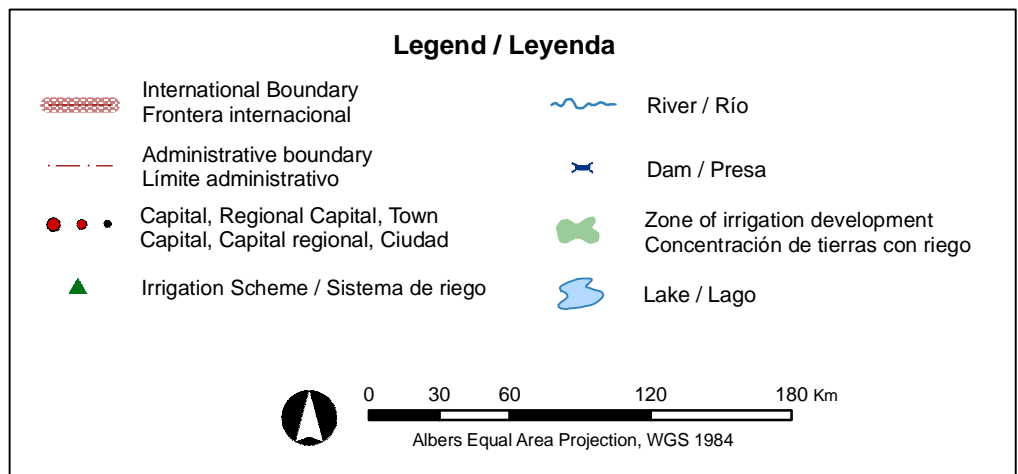 Legend / Leyenda
International Boundary
Frontera internacional
Administrative boundary
Límite administrativo
Capital, Regional Capital, Town
Capital, Capital regional, Ciudad
Irrigation Scheme / Sistema de riego
River / Río
Dam / Presa
Zone of irrigation development
Concentración de tierras con riego
Lake / Lago
0 30 60 120 180 Km
Albers Equal Area Projection, WGS 1984